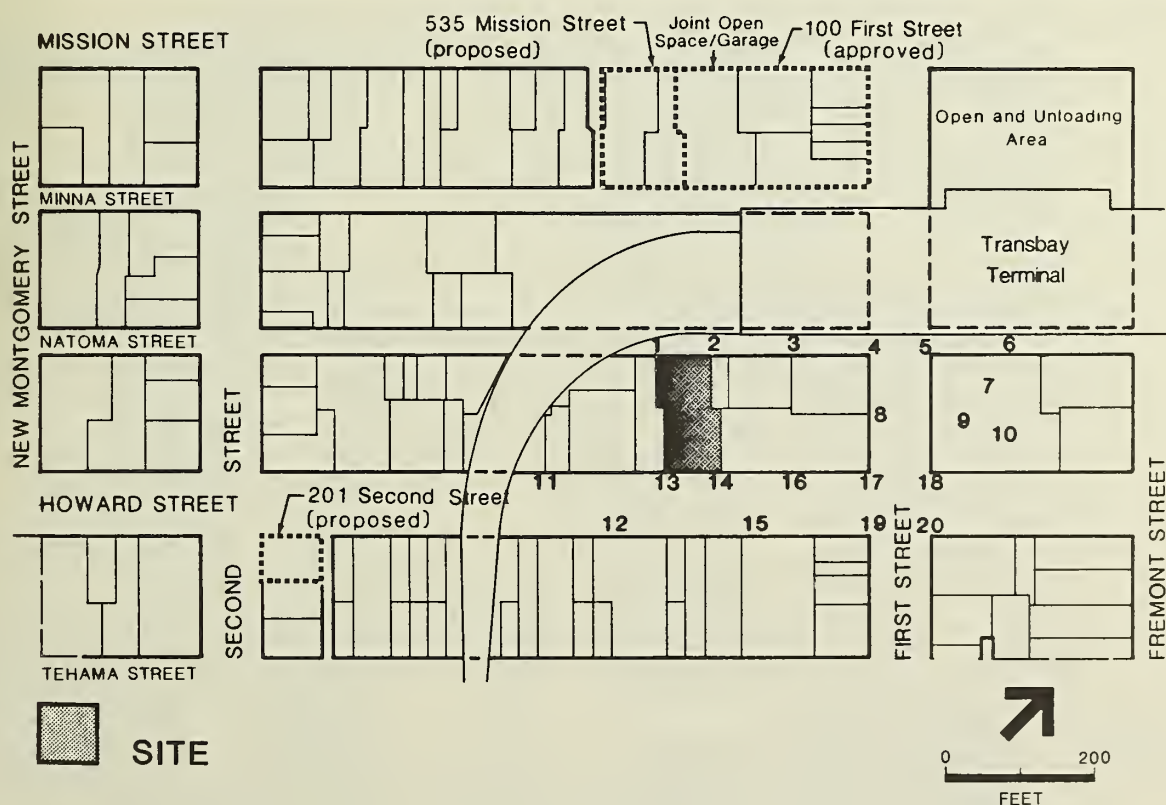 MISSION STREET
535 Mission Street
(proposed)
Joint Open
Space/Garage
100 First Street
(approved)
Open and Unloading
Area
MINNA STREET
NEW MONTGOMERY STREET
Transbay
Terminal
NATOMA STREET
1 2 3 4 5 6
7
8
9
10
STREET
SECOND
11 13 14 16 17 18
HOWARD STREET
201 Second Street
(proposed)
12 15 19 20
FIRST STREET
FREMONT STREET
TEHAMA STREET
SITE
0 200
FEET